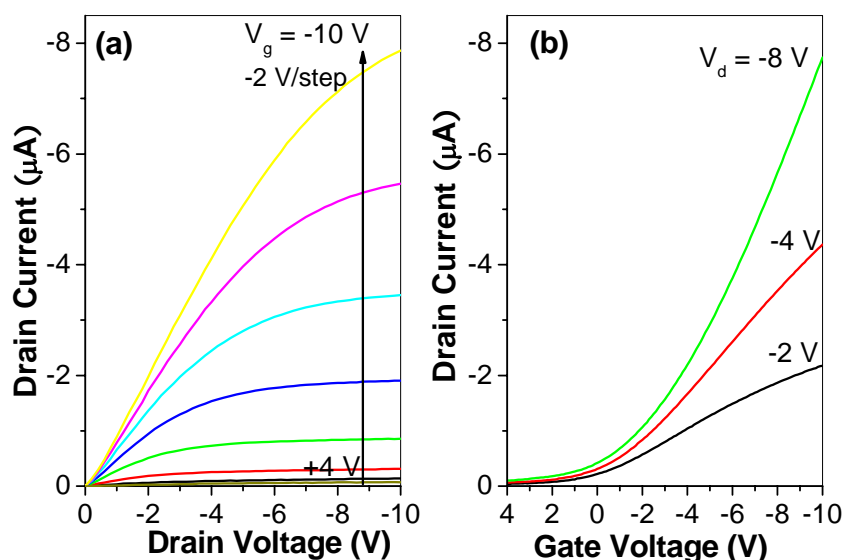 (a)
V_g = -10 V
-2 V/step
+4 V
-8
-6
-4
-2
0
0 -2 -4 -6 -8 -10
Drain Current (μA)
Drain Voltage (V)
(b)
V_d = -8 V
-4 V
-2 V
-8
-6
-4
-2
0
4 2 0 -2 -4 -6 -8 -10
Drain Current (μA)
Gate Voltage (V)